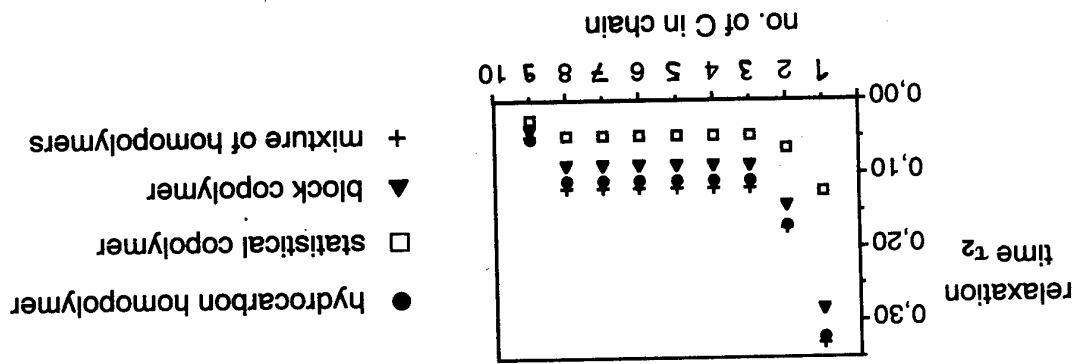 relaxation
time τ₂
0,30
0,20
0,10
0,00
1 2 3 4 5 6 7 8 9 10
no. of C in chain
● hydrocarbon homopolymer
□ statistical copolymer
▼ block copolymer
+ mixture of homopolymers